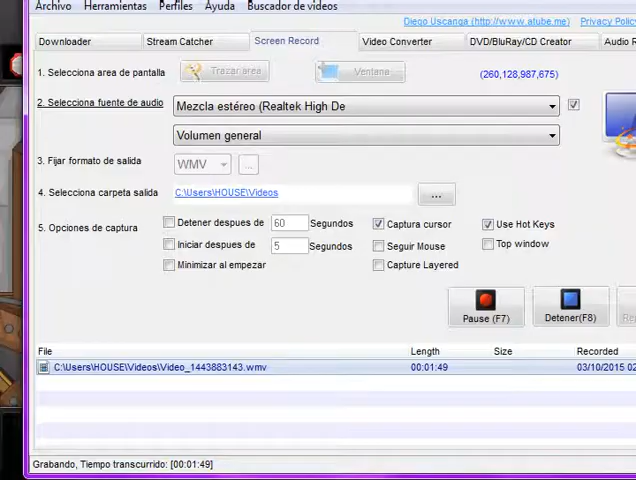 Archivo Herramientas Perfiles Ayuda Buscador de videos
Diego Uscanga (http://www.atube.me) Privacy Policy
Downloader Stream Catcher Screen Record Video Converter DVD/BluRay/CD Creator Audio R
1. Selecciona area de pantalla Trazar area Ventana (260,128,987,675)
2. Selecciona fuente de audio Mezcla estéreo (Realtek High De
Volumen general
3. Fijar formato de salida WMV ...
4. Selecciona carpeta salida C:\Users\HOUSE\Videos ...
5. Opciones de captura Detener despues de 60 Segundos Captura cursor Use Hot Keys
Iniciar despues de 5 Segundos Seguir Mouse Top window
Minimizar al empezar Capture Layered
Pause (F7) Detener(F8) Re
File Length Size Recorded
C:\Users\HOUSE\Videos\Video_1443883143.wmv 00:01:49 03/10/2015 02
Grabando, Tiempo transcurrido: [00:01:49]